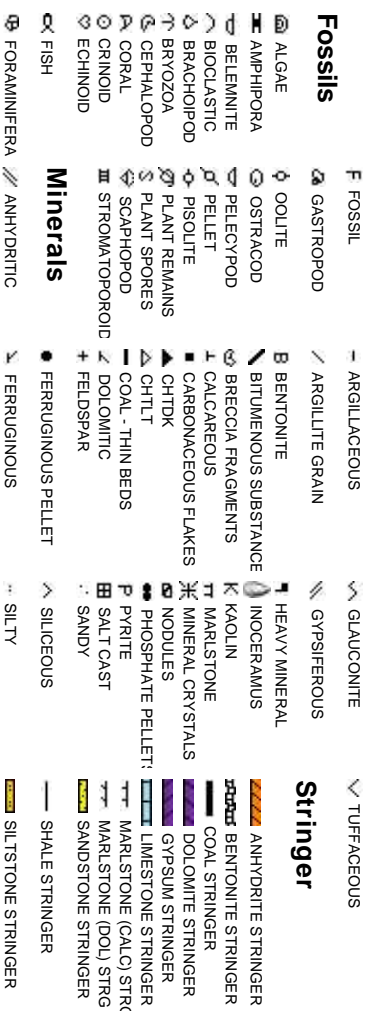 Fossils
ALGAE
AMPHIPORA
BELEMNITE
BIOCLASTIC
BRACHIOPOD
BRYOZOA
CEPHALOPOD
CORAL
CRINOID
ECHINOID
FISH
FORAMINIFERA
F FOSSIL
GASTROPOD
OOLITE
OSTRACOD
PELECYPOD
PELLET
PISOLITE
PLANT REMAINS
PLANT SPORES
SCAPHOPOD
STROMATOPOROID
Minerals
ANHYDRITIC
ARGILLACEOUS
ARGILLITE GRAIN
B BENTONITE
BITUMENOUS SUBSTANCE
BRECCIA FRAGMENTS
CALCAREOUS
CARBONACEOUS FLAKES
CHTDK
CHTLT
COAL - THIN BEDS
DOLOMITIC
FELDSPAR
FERRUGINOUS PELLET
FERRUGINOUS
GLAUCONITE
GYPSIFEROUS
HEAVY MINERAL
INOCERAMUS
K KAOLIN
MARLSTONE
MINERAL CRYSTALS
NODULES
PHOSPHATE PELLETS
P PYRITE
SALT CAST
SANDY
SILICEOUS
SILTY
TUFFACEOUS
Stringer
ANHYDRITE STRINGER
BENTONITE STRINGER
COAL STRINGER
DOLOMITE STRINGER
GYPSUM STRINGER
LIMESTONE STRINGER
MARLSTONE (CALC) STRG
MARLSTONE (DOL) STRG
SANDSTONE STRINGER
SHALE STRINGER
SILTSTONE STRINGER